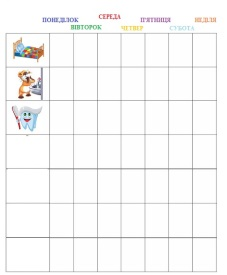 СЕРЕДА
ПОНЕДІЛОК П'ЯТНИЦЯ НЕДІЛЯ
ВІВТОРОК ЧЕТВЕР СУБОТА